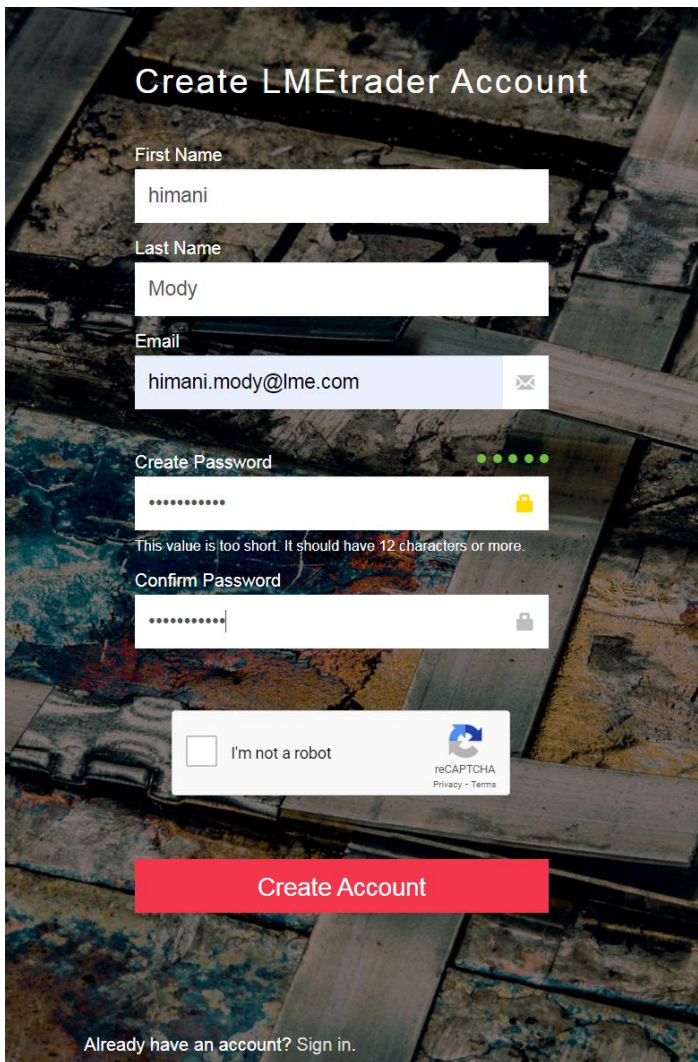 Create LMEtrader Account
First Name
himani
Last Name
Mody
Email
himani.mody@lme.com
Create Password
•••••••••••
This value is too short. It should have 12 characters or more.
Confirm Password
•••••••••••
I'm not a robot
reCAPTCHA
Privacy - Terms
Create Account
Already have an account? Sign in.